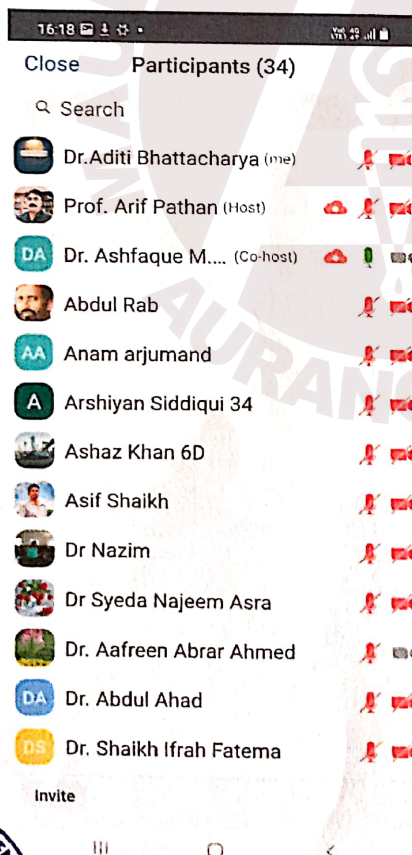 16:18
Close Participants (34)
Search
Dr.Aditi Bhattacharya (me)
Prof. Arif Pathan (Host)
DA Dr. Ashfaque M.... (Co-host)
Abdul Rab
AA Anam arjumand
A Arshiyan Siddiqui 34
Ashaz Khan 6D
Asif Shaikh
Dr Nazim
Dr Syeda Najeem Asra
Dr. Aafreen Abrar Ahmed
DA Dr. Abdul Ahad
DS Dr. Shaikh Ifrah Fatema
Invite